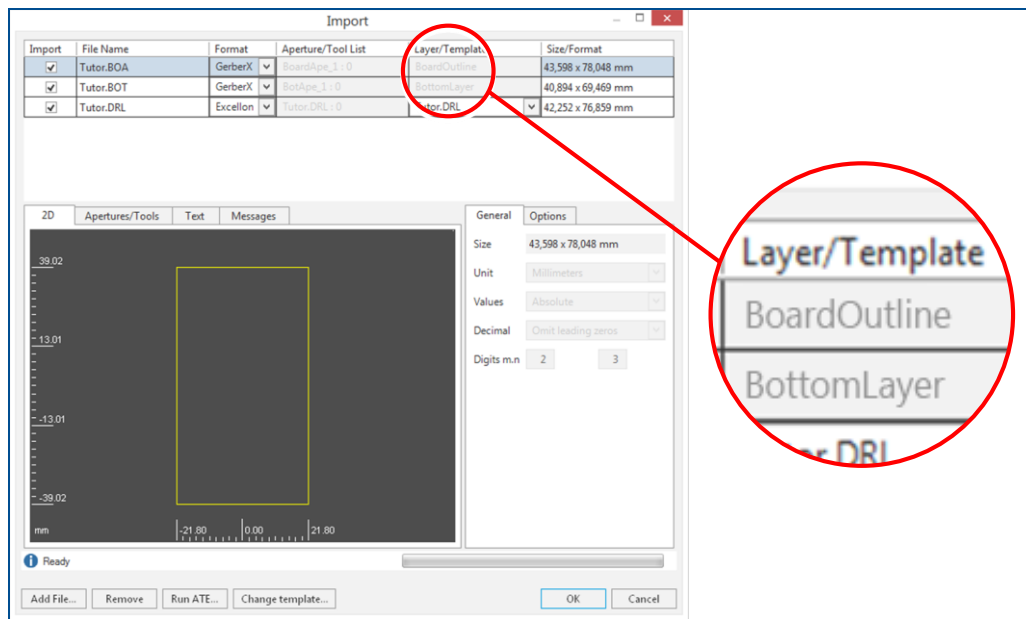 Import
Import File Name Format Aperture/Tool List Layer/Template Size/Format
Tutor.BOA GerberX BoardApe_1 : 0 BoardOutline 43,598 x 78,048 mm
Tutor.BOT GerberX BotApe_1 : 0 BottomLayer 40,894 x 69,469 mm
Tutor.DRL Excellon Tutor.DRL : 0 Tutor.DRL 42,252 x 76,859 mm
2D Apertures/Tools Text Messages
General Options
39.02
13.01
-13.01
-39.02
mm
-21.80 0.00 21.80
Size 43,598 x 78,048 mm
Unit Millimeters
Values Absolute
Decimal Omit leading zeros
Digits m.n 2 3
Layer/Template
BoardOutline
BottomLayer
Tutor.DRL
Ready
Add File... Remove Run ATE... Change template... OK Cancel